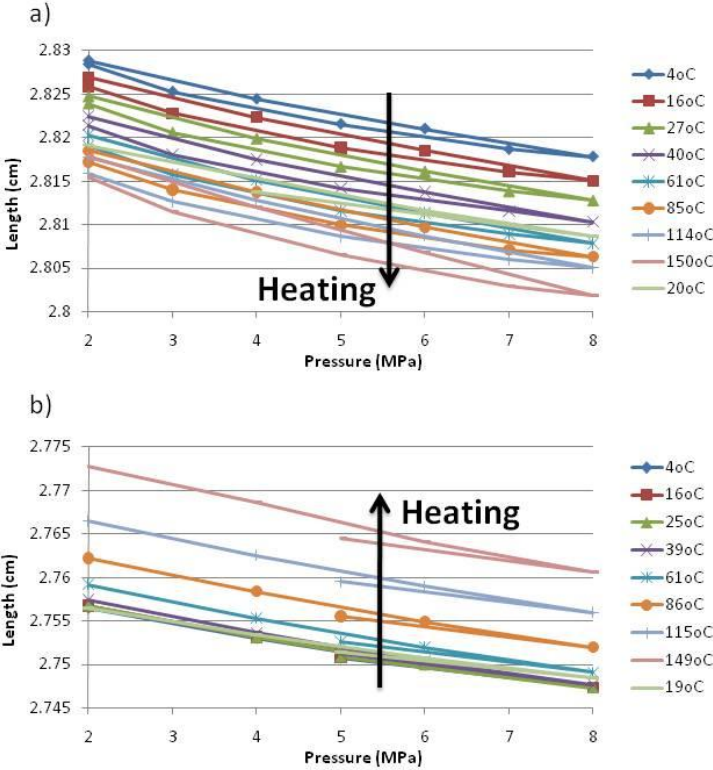 a)
2.83
2.825
2.82
2.815
2.81
2.805
2.8
Length (cm)
2 3 4 5 6 7 8
Pressure (MPa)
Heating
4oC
16oC
27oC
40oC
61oC
85oC
114oC
150oC
20oC
b)
2.775
2.77
2.765
2.76
2.755
2.75
2.745
Length (cm)
2 3 4 5 6 7 8
Pressure (MPa)
Heating
4oC
16oC
25oC
39oC
61oC
86oC
115oC
149oC
19oC